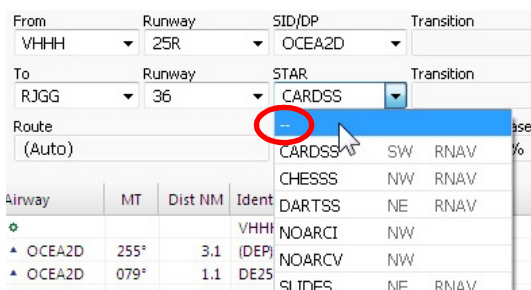 From Runway SID/DP Transition
VHHH 25R OCEA2D
To Runway STAR Transition
RJGG 36 CARDSS
Route
(Auto) -- %
CARDSS SW RNAV
CHESSS NW RNAV
Airway MT Dist NM Ident DARTSS NE RNAV
VHHH NOARCI NW
OCEA2D 255° 3.1 (DEP) NOARCV NW
OCEA2D 079° 1.1 DE25 SLIDES NE RNAV